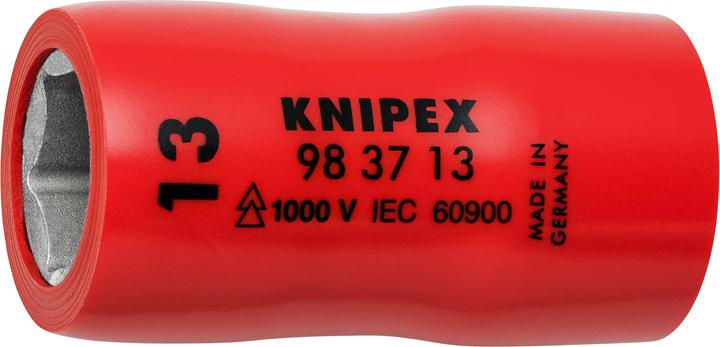 13
KNIPEX
98 37 13
1000 V IEC 60900
MADE IN
GERMANY